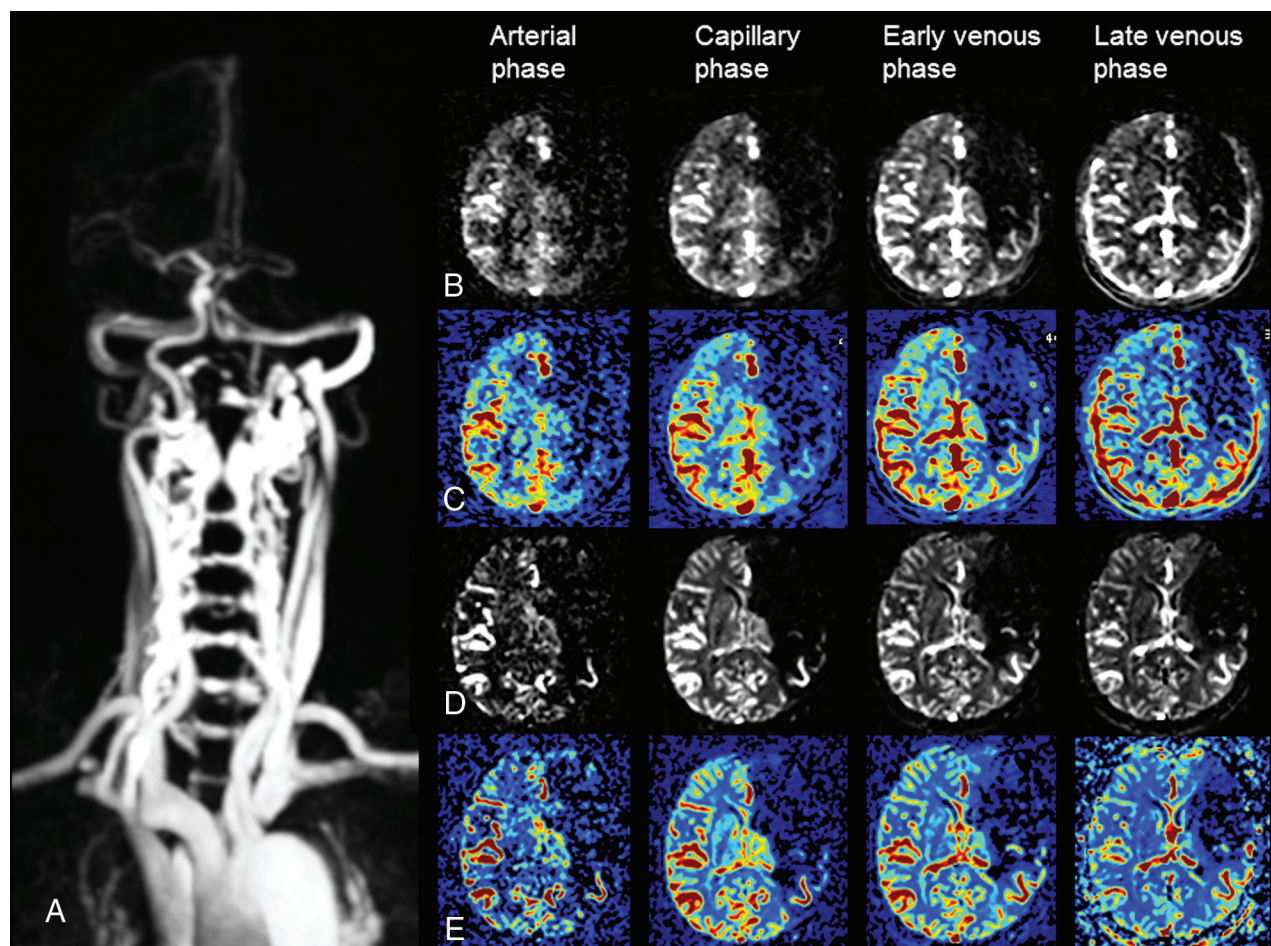 Arterial
phase
Capillary
phase
Early venous
phase
Late venous
phase
B
C
D
A
E